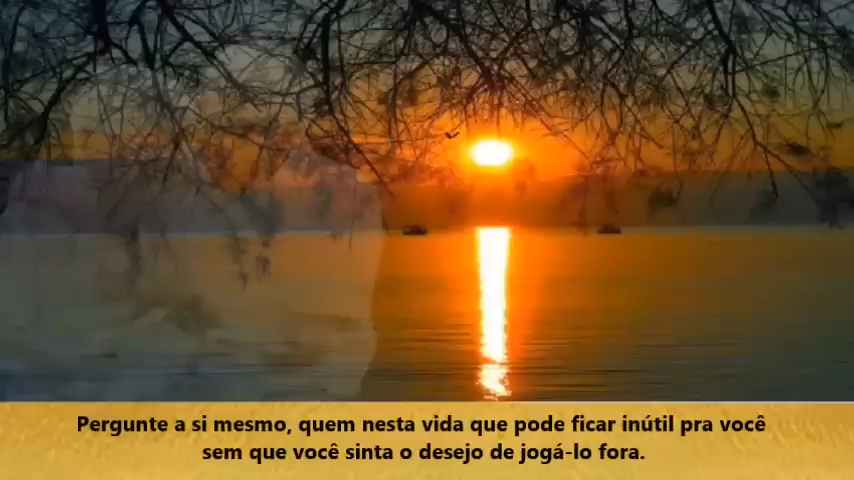 Pergunte a si mesmo, quem nesta vida que pode ficar inútil pra você
sem que você sinta o desejo de jogá-lo fora.